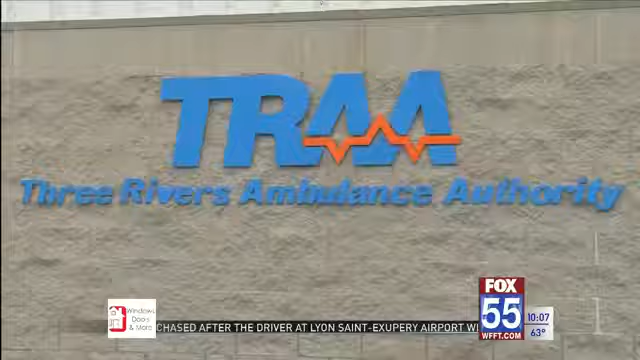 TRAA
Three Rivers Ambulance Authority
Windows
Doors
& More
CHASED AFTER THE DRIVER AT LYON SAINT-EXUPERY AIRPORT W
FOX
55
WFFT.COM
10:07
63°